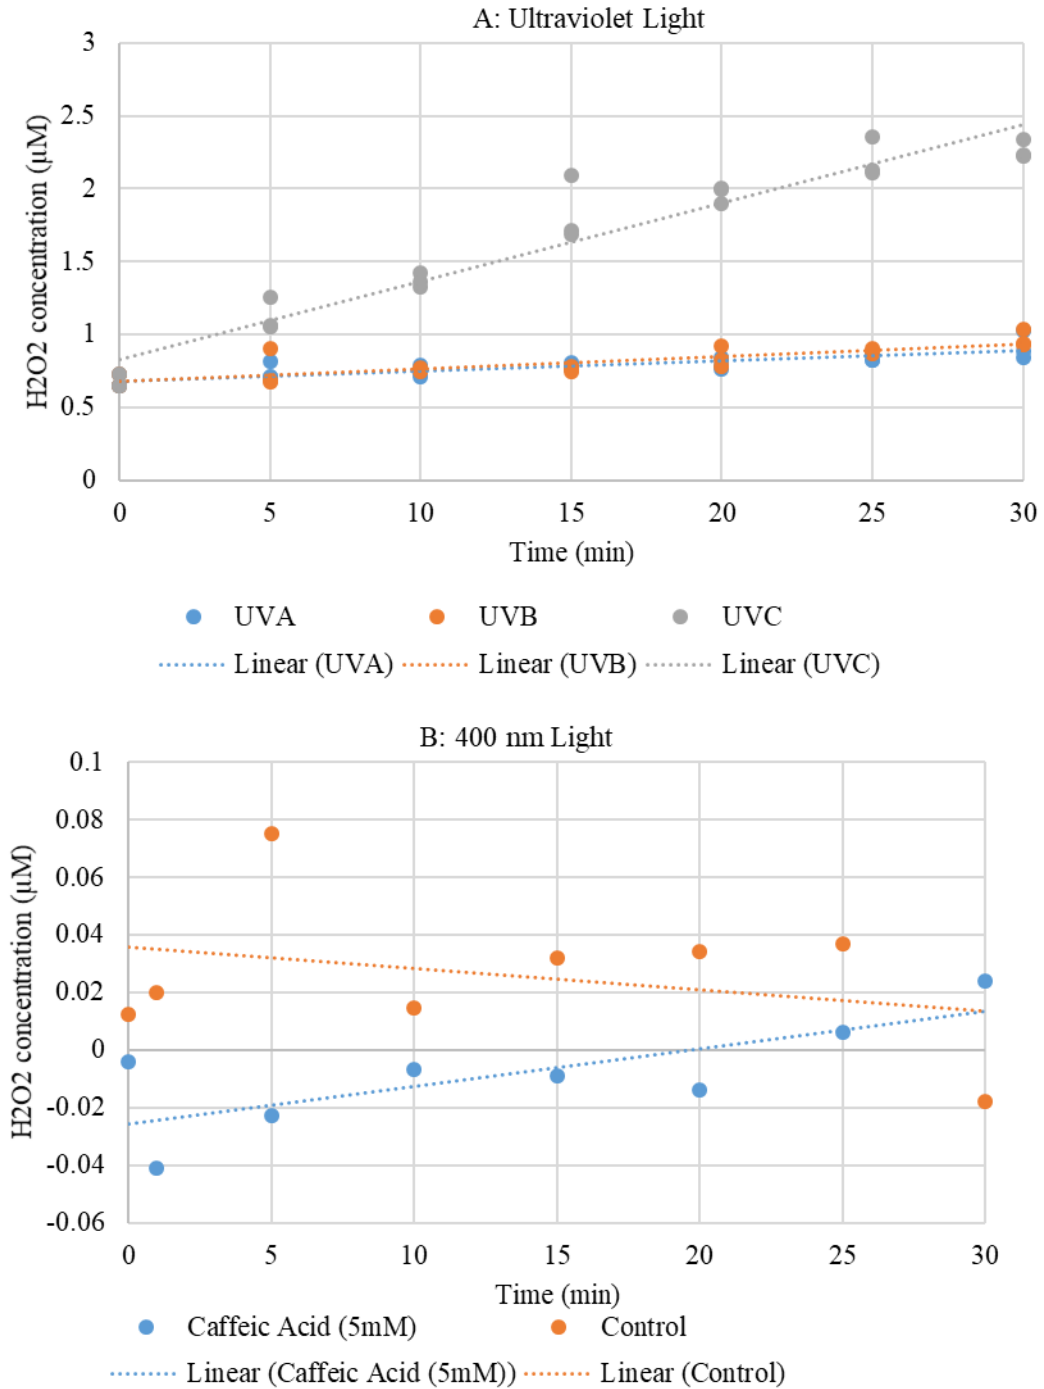 A: Ultraviolet Light
3
2.5
2
1.5
1
0.5
0
H2O2 concentration (µM)
0 5 10 15 20 25 30
Time (min)
UVA UVB UVC
Linear (UVA) Linear (UVB) Linear (UVC)
B: 400 nm Light
0.1
0.08
0.06
0.04
0.02
0
-0.02
-0.04
-0.06
H2O2 concentration (µM)
0 5 10 15 20 25 30
Time (min)
Caffeic Acid (5mM) Control
Linear (Caffeic Acid (5mM)) Linear (Control)